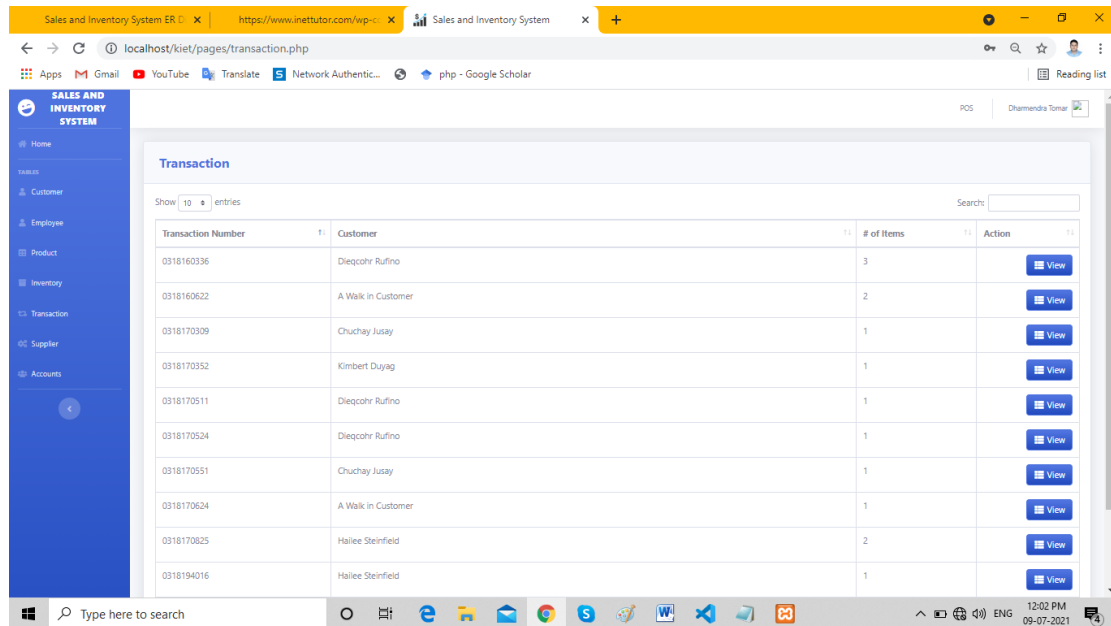 Sales and Inventory System ER D
https://www.inettutor.com/wp-c
Sales and Inventory System
localhost/kiet/pages/transaction.php
Apps
Gmail
YouTube
Translate
Network Authentic...
php - Google Scholar
Reading list
SALES AND
INVENTORY
SYSTEM
POS
Dharmendra Tomar
Home
TABLES
Customer
Employee
Product
Inventory
Transaction
Supplier
Accounts
Transaction
Show 10 entries
Search:
Transaction Number Customer # of Items Action
0318160336 Dieqcohr Rufino 3 View
0318160622 A Walk in Customer 2 View
0318170309 Chuchay Jusay 1 View
0318170352 Kimbert Duyag 1 View
0318170511 Dieqcohr Rufino 1 View
0318170524 Dieqcohr Rufino 1 View
0318170551 Chuchay Jusay 1 View
0318170624 A Walk in Customer 1 View
0318170825 Hailee Steinfield 2 View
0318194016 Hailee Steinfield 1 View
Type here to search
ENG
12:02 PM
09-07-2021